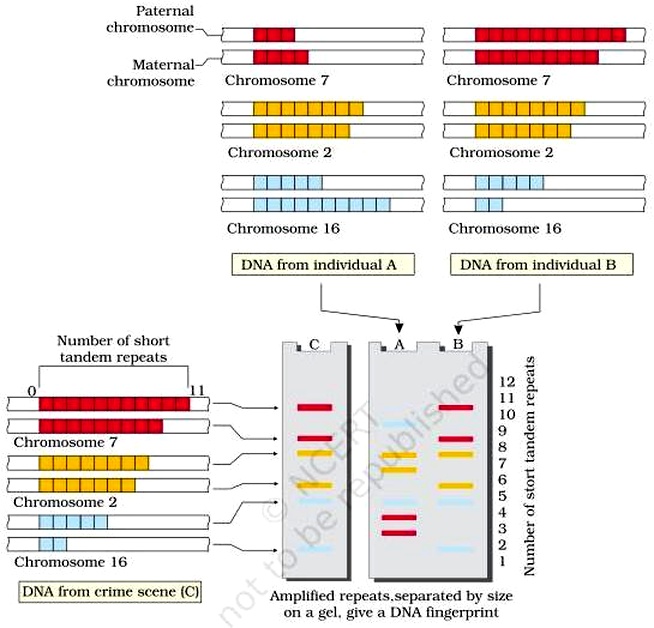 Paternal
chromosome
Maternal
chromosome
Chromosome 7
Chromosome 7
Chromosome 2
Chromosome 2
Chromosome 16
Chromosome 16
DNA from individual A
DNA from individual B
Number of short
tandem repeats
0
11
Chromosome 7
Chromosome 2
Chromosome 16
DNA from crime scene (C)
C
A
B
12
11
10
9
8
7
6
5
4
3
2
1
Number of stort tandem repeats
© NCERT
not to be republished
Amplified repeats,separated by size
on a gel, give a DNA fingerprint